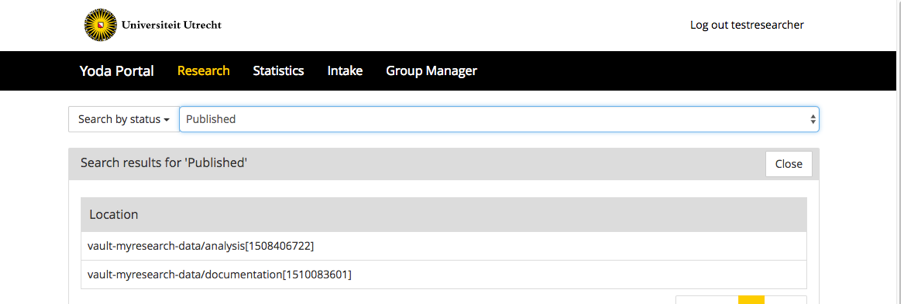 Universiteit Utrecht
Log out testresearcher
Yoda Portal Research Statistics Intake Group Manager
Search by status Published
Search results for 'Published' Close
Location
vault-myresearch-data/analysis[1508406722]
vault-myresearch-data/documentation[1510083601]